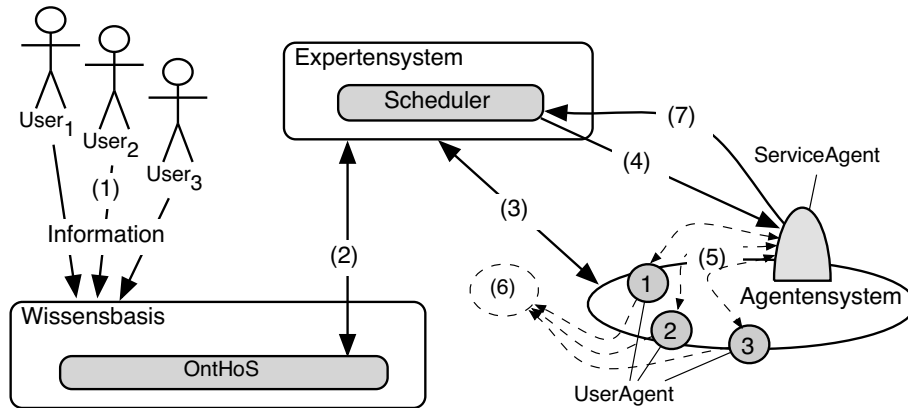 User1
User2
User3
(1)
Information
Wissensbasis
OntHoS
(2)
Expertensystem
Scheduler
(3)
(4)
(7)
ServiceAgent
(5)
(6)
1
2
3
Agentensystem
UserAgent